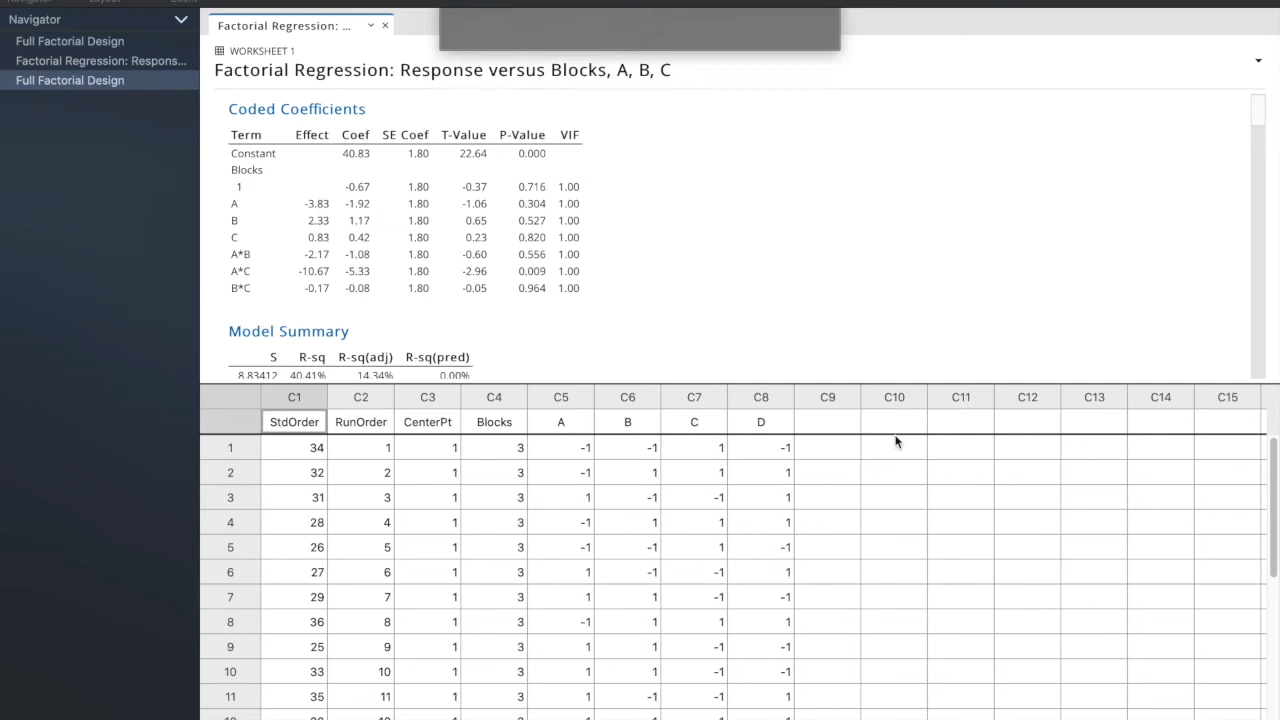 Navigator
Full Factorial Design
Factorial Regression: Respons...
Full Factorial Design
Factorial Regression: ...
WORKSHEET 1
Factorial Regression: Response versus Blocks, A, B, C
Coded Coefficients
Term Effect Coef SE Coef T-Value P-Value VIF
Constant 40.83 1.80 22.64 0.000
Blocks
1 -0.67 1.80 -0.37 0.716 1.00
A -3.83 -1.92 1.80 -1.06 0.304 1.00
B 2.33 1.17 1.80 0.65 0.527 1.00
C 0.83 0.42 1.80 0.23 0.820 1.00
A*B -2.17 -1.08 1.80 -0.60 0.556 1.00
A*C -10.67 -5.33 1.80 -2.96 0.009 1.00
B*C -0.17 -0.08 1.80 -0.05 0.964 1.00
Model Summary
S R-sq R-sq(adj) R-sq(pred)
8.83412 40.41% 14.34% 0.00%
C1 C2 C3 C4 C5 C6 C7 C8 C9 C10 C11 C12 C13 C14 C15
StdOrder RunOrder CenterPt Blocks A B C D
1 34 1 1 3 -1 -1 1 -1
2 32 2 1 3 -1 1 1 1
3 31 3 1 3 1 -1 -1 1
4 28 4 1 3 -1 1 1 1
5 26 5 1 3 -1 -1 1 -1
6 27 6 1 3 1 -1 -1 1
7 29 7 1 3 1 1 -1 -1
8 36 8 1 3 -1 1 1 1
9 25 9 1 3 1 1 -1 -1
10 33 10 1 3 1 1 -1 -1
11 35 11 1 3 1 -1 -1 1